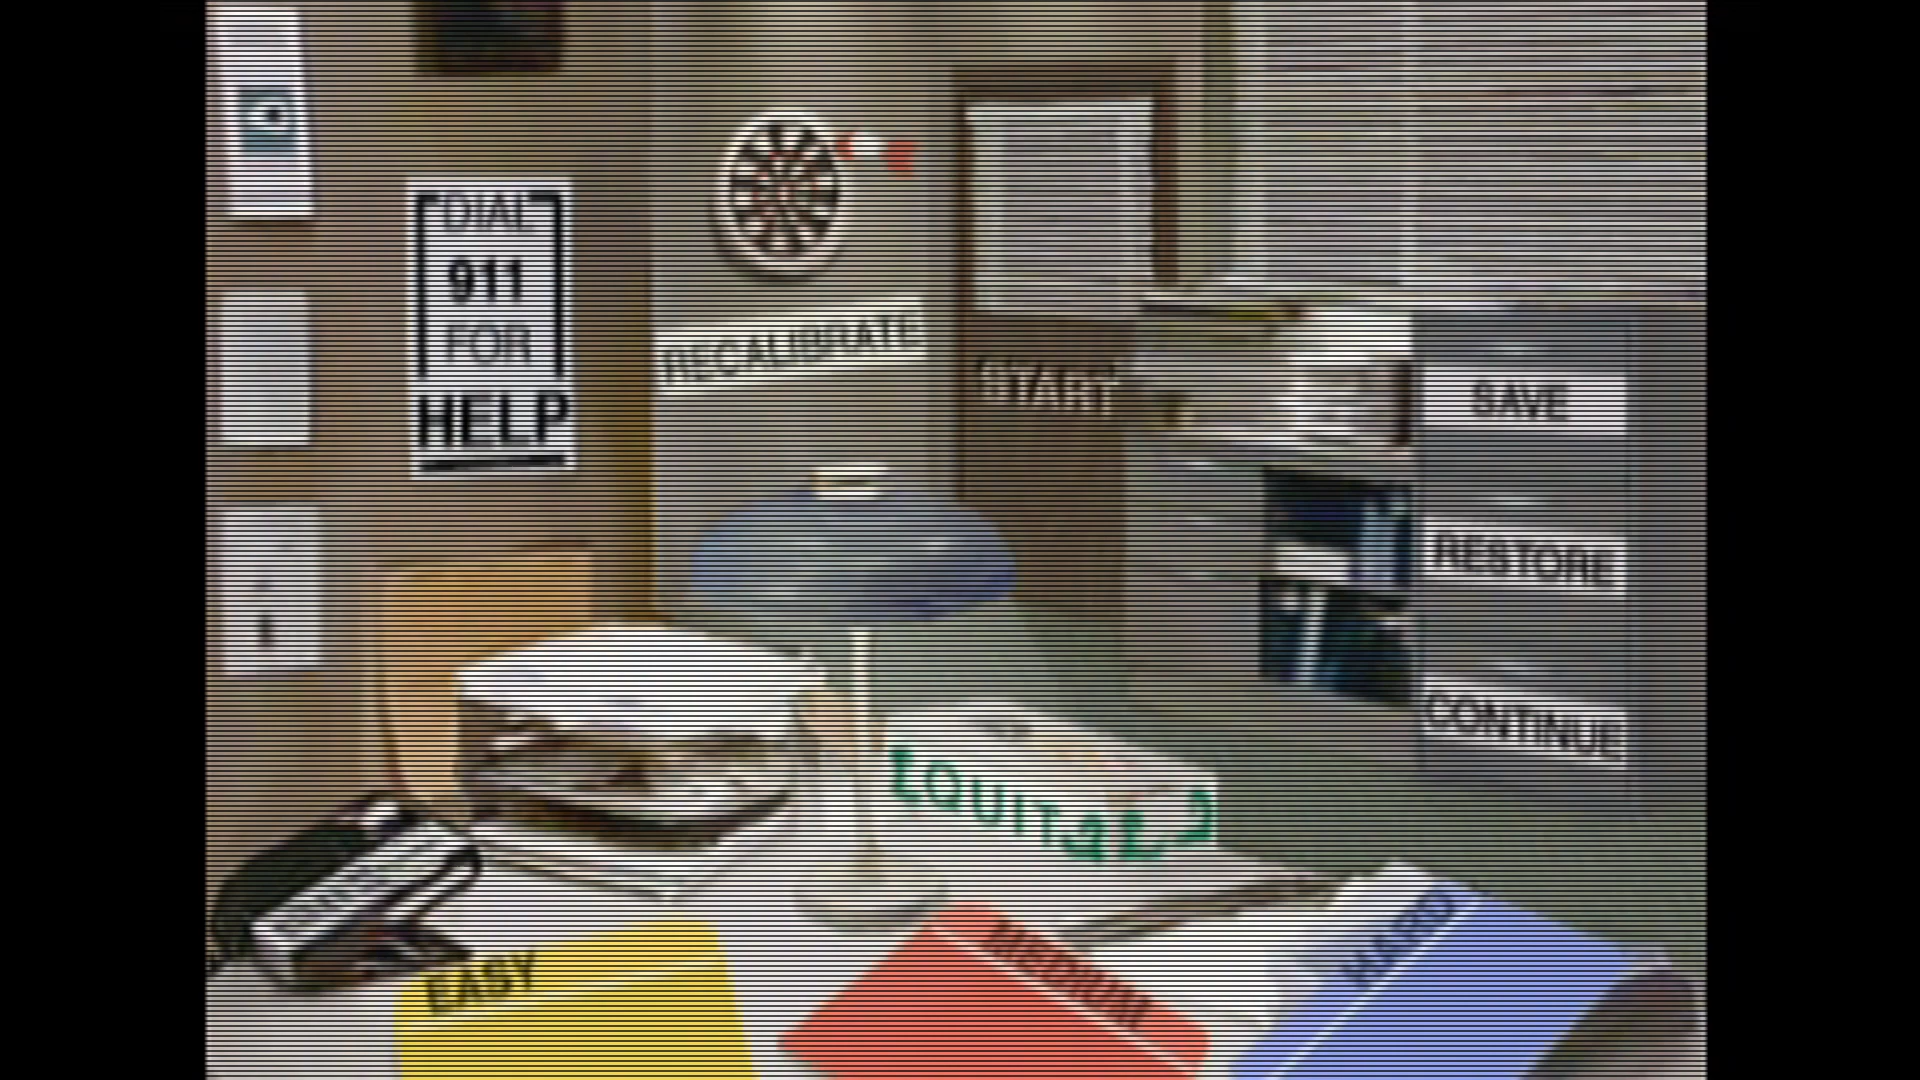 DIAL
911
FOR
HELP
RECALIBRATE
START
SAVE
RESTORE
CONTINUE
EASY
MEDIUM
HARD